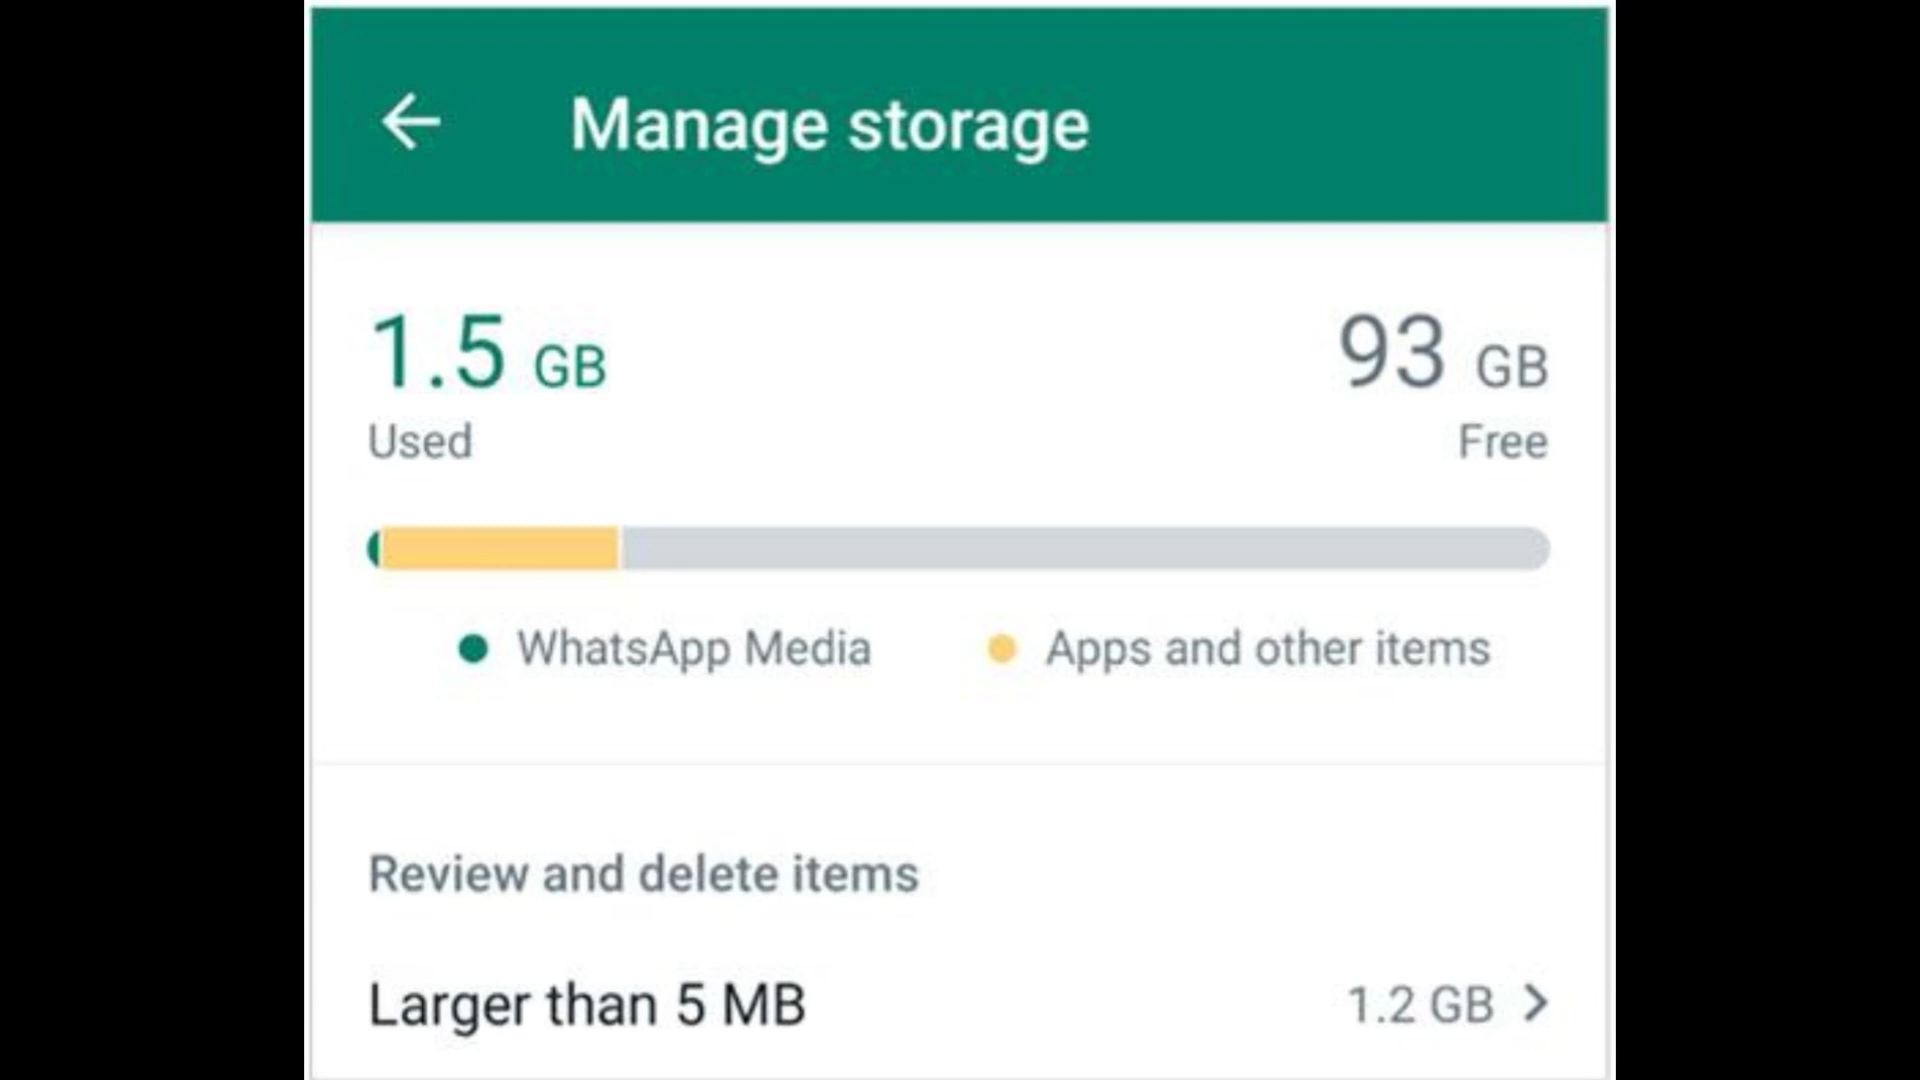 Manage storage
1.5 GB
93 GB
Used
Free
WhatsApp Media
Apps and other items
Review and delete items
Larger than 5 MB
1.2 GB